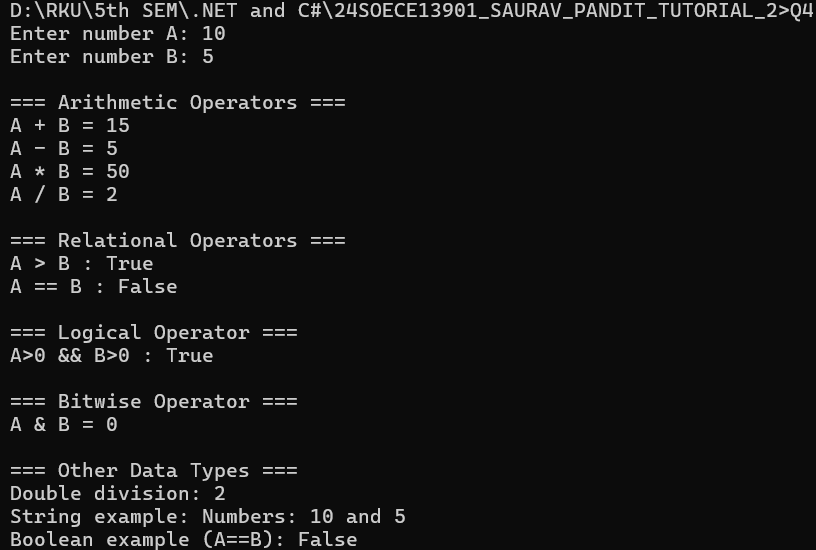 D:\RKU\5th SEM\.NET and C#\24SOECE13901_SAURAV_PANDIT_TUTORIAL_2>Q4
Enter number A: 10
Enter number B: 5
=== Arithmetic Operators ===
A + B = 15
A - B = 5
A * B = 50
A / B = 2
=== Relational Operators ===
A > B : True
A == B : False
=== Logical Operator ===
A>0 && B>0 : True
=== Bitwise Operator ===
A & B = 0
=== Other Data Types ===
Double division: 2
String example: Numbers: 10 and 5
Boolean example (A==B): False